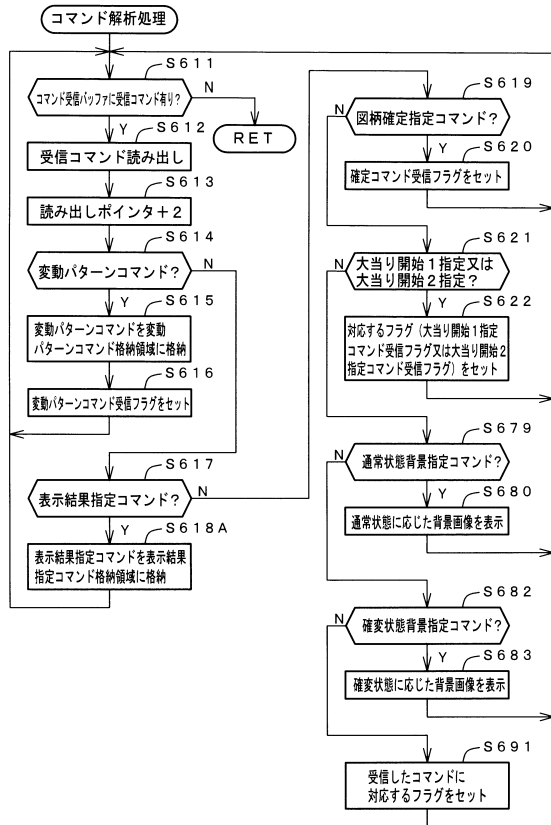 コマンド解析処理
S611
コマンド受信バッファに受信コマンド有り?
N
Y
RET
S612
受信コマンド読み出し
S613
読み出しポインタ+2
S614
変動パターンコマンド?
N
Y
S615
変動パターンコマンドを変動
パターンコマンド格納領域に格納
S616
変動パターンコマンド受信フラグをセット
S617
表示結果指定コマンド?
N
Y
S618A
表示結果指定コマンドを表示結果
指定コマンド格納領域に格納
S619
N
図柄確定指定コマンド?
Y
S620
確定コマンド受信フラグをセット
S621
N
大当り開始1指定又は
大当り開始2指定?
Y
S622
対応するフラグ(大当り開始1指定
コマンド受信フラグ又は大当り開始2
指定コマンド受信フラグ)をセット
S679
N
通常状態背景指定コマンド?
Y
S680
通常状態に応じた背景画像を表示
S682
N
確変状態背景指定コマンド?
Y
S683
確変状態に応じた背景画像を表示
S691
受信したコマンドに
対応するフラグをセット